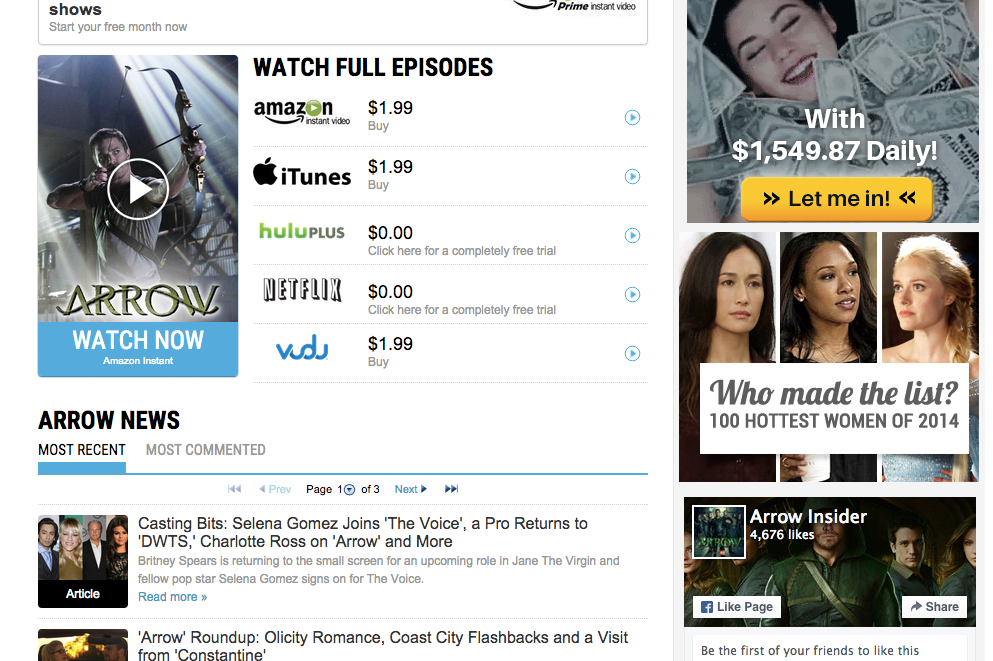 shows
Start your free month now
Prime instant video
WATCH FULL EPISODES
amazon
instant video
$1.99
Buy
iTunes
$1.99
Buy
huluPLUS
$0.00
Click here for a completely free trial
NETFLIX
$0.00
Click here for a completely free trial
vudu
$1.99
Buy
ARROW
WATCH NOW
Amazon Instant
ARROW NEWS
MOST RECENT
MOST COMMENTED
Prev
Page 1 of 3
Next
Casting Bits: Selena Gomez Joins 'The Voice', a Pro Returns to
'DWTS,' Charlotte Ross on 'Arrow' and More
Britney Spears is returning to the small screen for an upcoming role in Jane The Virgin and
fellow pop star Selena Gomez signs on for The Voice.
Read more »
Article
'Arrow' Roundup: Olicity Romance, Coast City Flashbacks and a Visit
from 'Constantine'
With
$1,549.87 Daily!
» Let me in! «
Who made the list?
100 HOTTEST WOMEN OF 2014
ARROW
Arrow Insider
4,676 likes
Like Page
Share
Be the first of your friends to like this